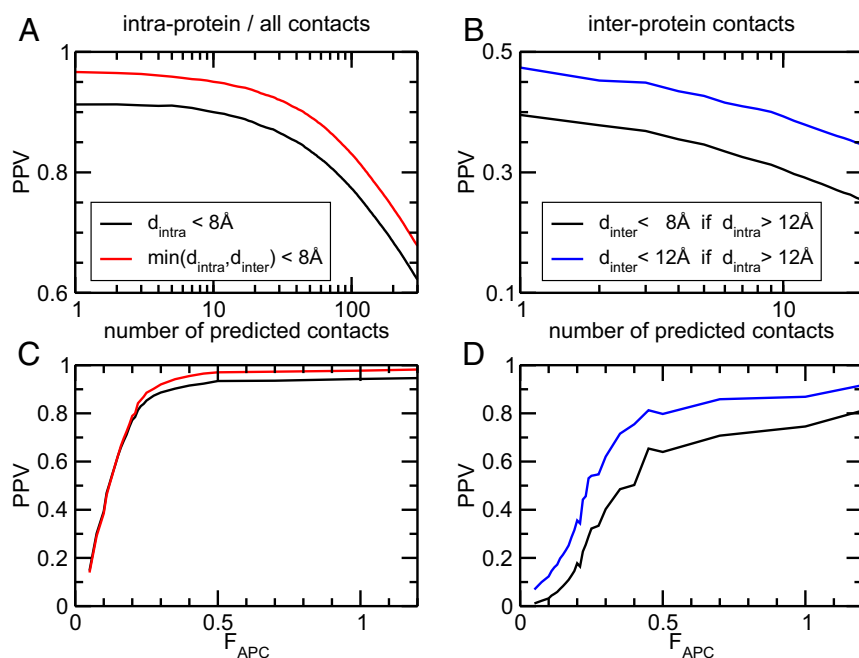 A
intra-protein / all contacts
1
0.8
0.6
PPV
d_intra < 8Å
min(d_intra,d_inter) < 8Å
1
10
100
number of predicted contacts
B
inter-protein contacts
0.5
0.3
0.1
PPV
d_inter < 8Å if d_intra > 12Å
d_inter < 12Å if d_intra > 12Å
1
10
number of predicted contacts
C
1
0.8
0.6
0.4
0.2
0
PPV
0
0.5
1
F_APC
D
1
0.8
0.6
0.4
0.2
0
PPV
0
0.5
1
F_APC